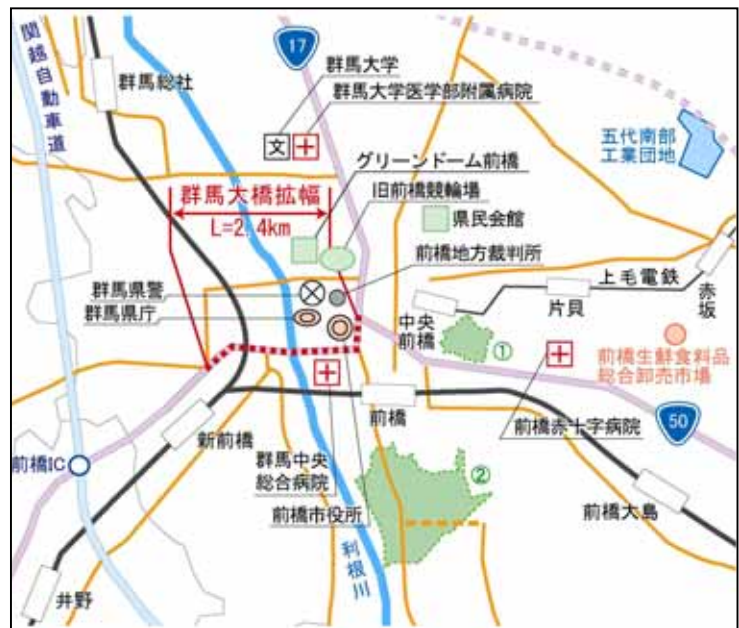 関越自動車道
群馬総社
17
群馬大学
群馬大学医学部附属病院
文
グリーンドーム前橋
五代南部
工業団地
群馬大橋拡幅
L=2.4km
旧前橋競輪場
県民会館
前橋地方裁判所
上毛電鉄
赤坂
片貝
中央
前橋
群馬県警
群馬県庁
①
前橋生鮮食料品
総合卸売市場
前橋
前橋赤十字病院
50
新前橋
前橋IC
群馬中央
総合病院
②
前橋市役所
前橋大島
利根川
井野